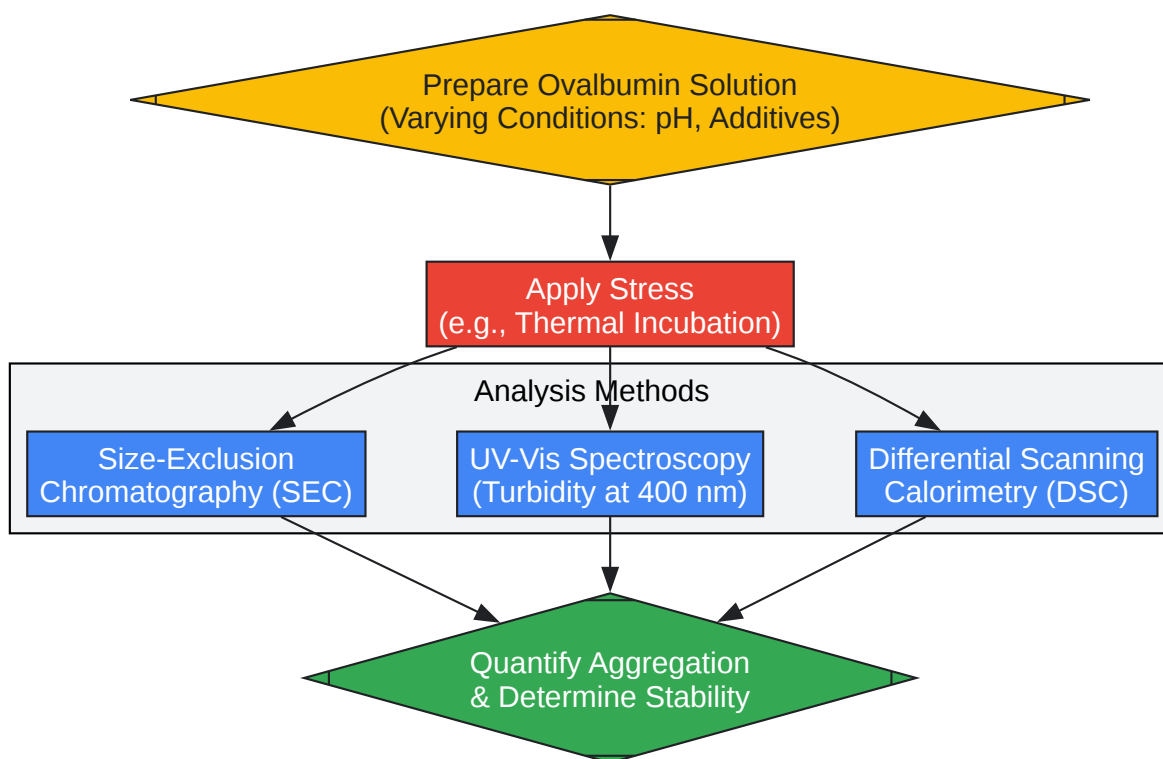 Prepare Ovalbumin Solution
(Varying Conditions: pH, Additives)
Apply Stress
(e.g., Thermal Incubation)
Analysis Methods
Size-Exclusion
Chromatography (SEC)
UV-Vis Spectroscopy
(Turbidity at 400 nm)
Differential Scanning
Calorimetry (DSC)
Quantify Aggregation
& Determine Stability